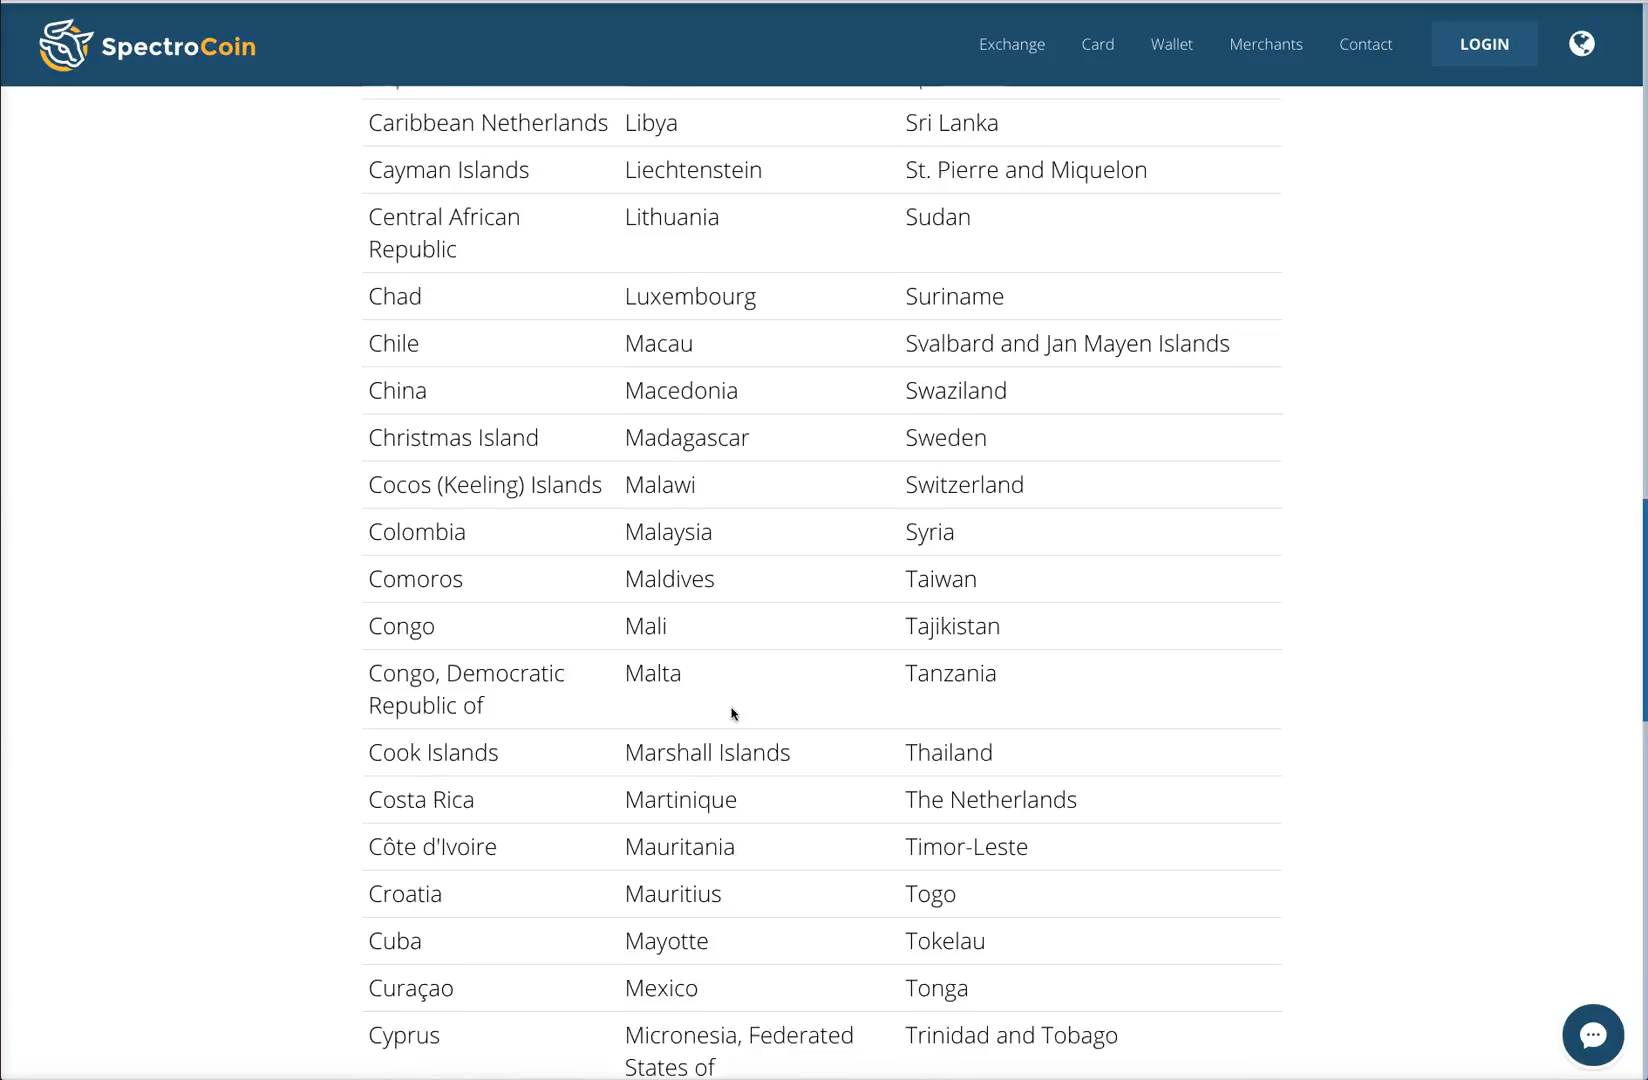 SpectroCoin
Exchange Card Wallet Merchants Contact LOGIN
Caribbean Netherlands Libya Sri Lanka
Cayman Islands Liechtenstein St. Pierre and Miquelon
Central African Lithuania Sudan
Republic
Chad Luxembourg Suriname
Chile Macau Svalbard and Jan Mayen Islands
China Macedonia Swaziland
Christmas Island Madagascar Sweden
Cocos (Keeling) Islands Malawi Switzerland
Colombia Malaysia Syria
Comoros Maldives Taiwan
Congo Mali Tajikistan
Congo, Democratic Malta Tanzania
Republic of
Cook Islands Marshall Islands Thailand
Costa Rica Martinique The Netherlands
Côte d'Ivoire Mauritania Timor-Leste
Croatia Mauritius Togo
Cuba Mayotte Tokelau
Curaçao Mexico Tonga
Cyprus Micronesia, Federated Trinidad and Tobago
States of